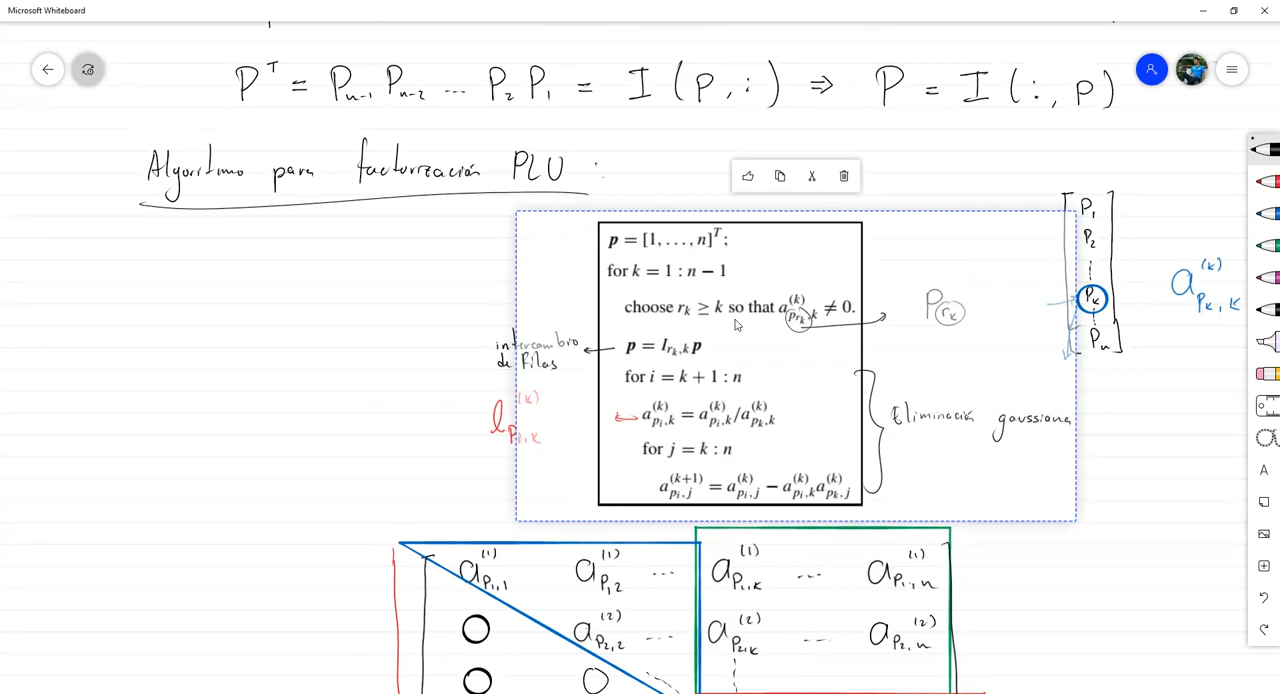 Microsoft Whiteboard
P^T = P_{n-1} P_{n-2} ... P_2 P_1 = I (p, :) ⇒ P = I (:, p)
Algoritmo para factorización PLU :
p = [1, …, n]^T;
for k = 1 : n − 1
choose r_k ≥ k so that a^{(k)}_{p_{r_k},k} ≠ 0.
p = I_{r_k,k} p
for i = k + 1 : n
a^{(k)}_{p_i,k} = a^{(k)}_{p_i,k} / a^{(k)}_{p_k,k}
for j = k : n
a^{(k+1)}_{p_i,j} = a^{(k)}_{p_i,j} − a^{(k)}_{p_i,k} a^{(k)}_{p_k,j}
intercambio
de filas
l^{(k)}_{p_i,k}
P_{r_k}
Eliminación gaussiana
P_1
P_2
P_k
P_n
a^{(k)}_{p_k,k}
A
a^{(1)}_{p_1,1} a^{(1)}_{p_1,2} ... a^{(1)}_{p_1,k} ... a^{(1)}_{p_1,n}
O a^{(2)}_{p_2,2} ... a^{(2)}_{p_2,k} ... a^{(2)}_{p_2,n}
O O